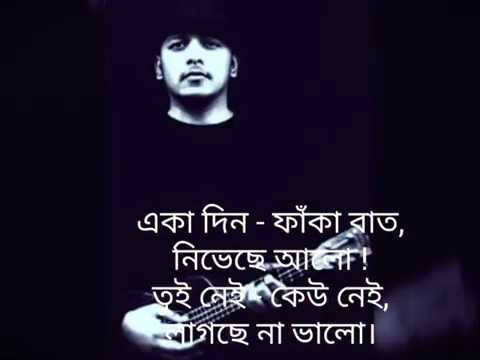 একা দিন - ফাঁকা রাত,
নিভেছে আলো !
তুই নেই - কেউ নেই,
লাগছে না ভালো।